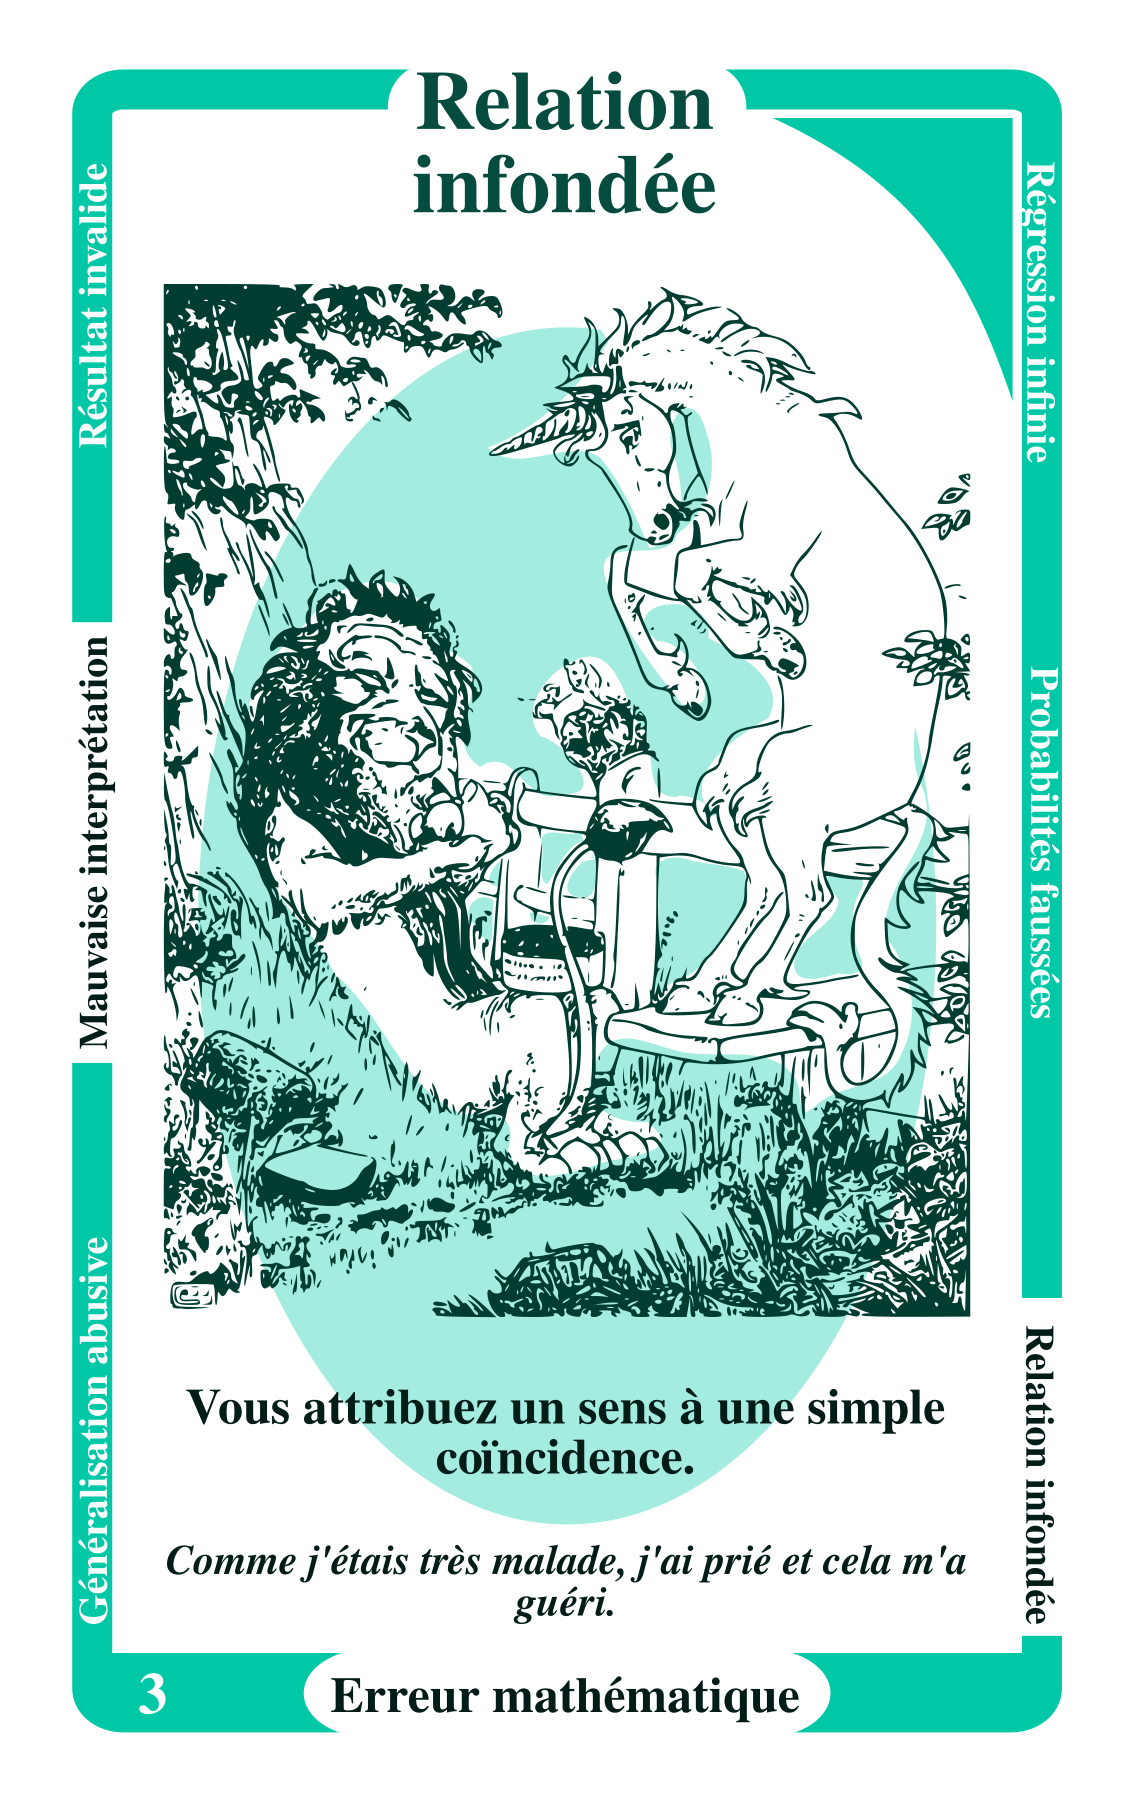 Relation
infondée
Résultat invalide
Mauvaise interprétation
Généralisation abusive
Régression infinie
Probabilités faussées
Relation infondée
Vous attribuez un sens à une simple
coïncidence.
Comme j'étais très malade, j'ai prié et cela m'a
guéri.
3
Erreur mathématique